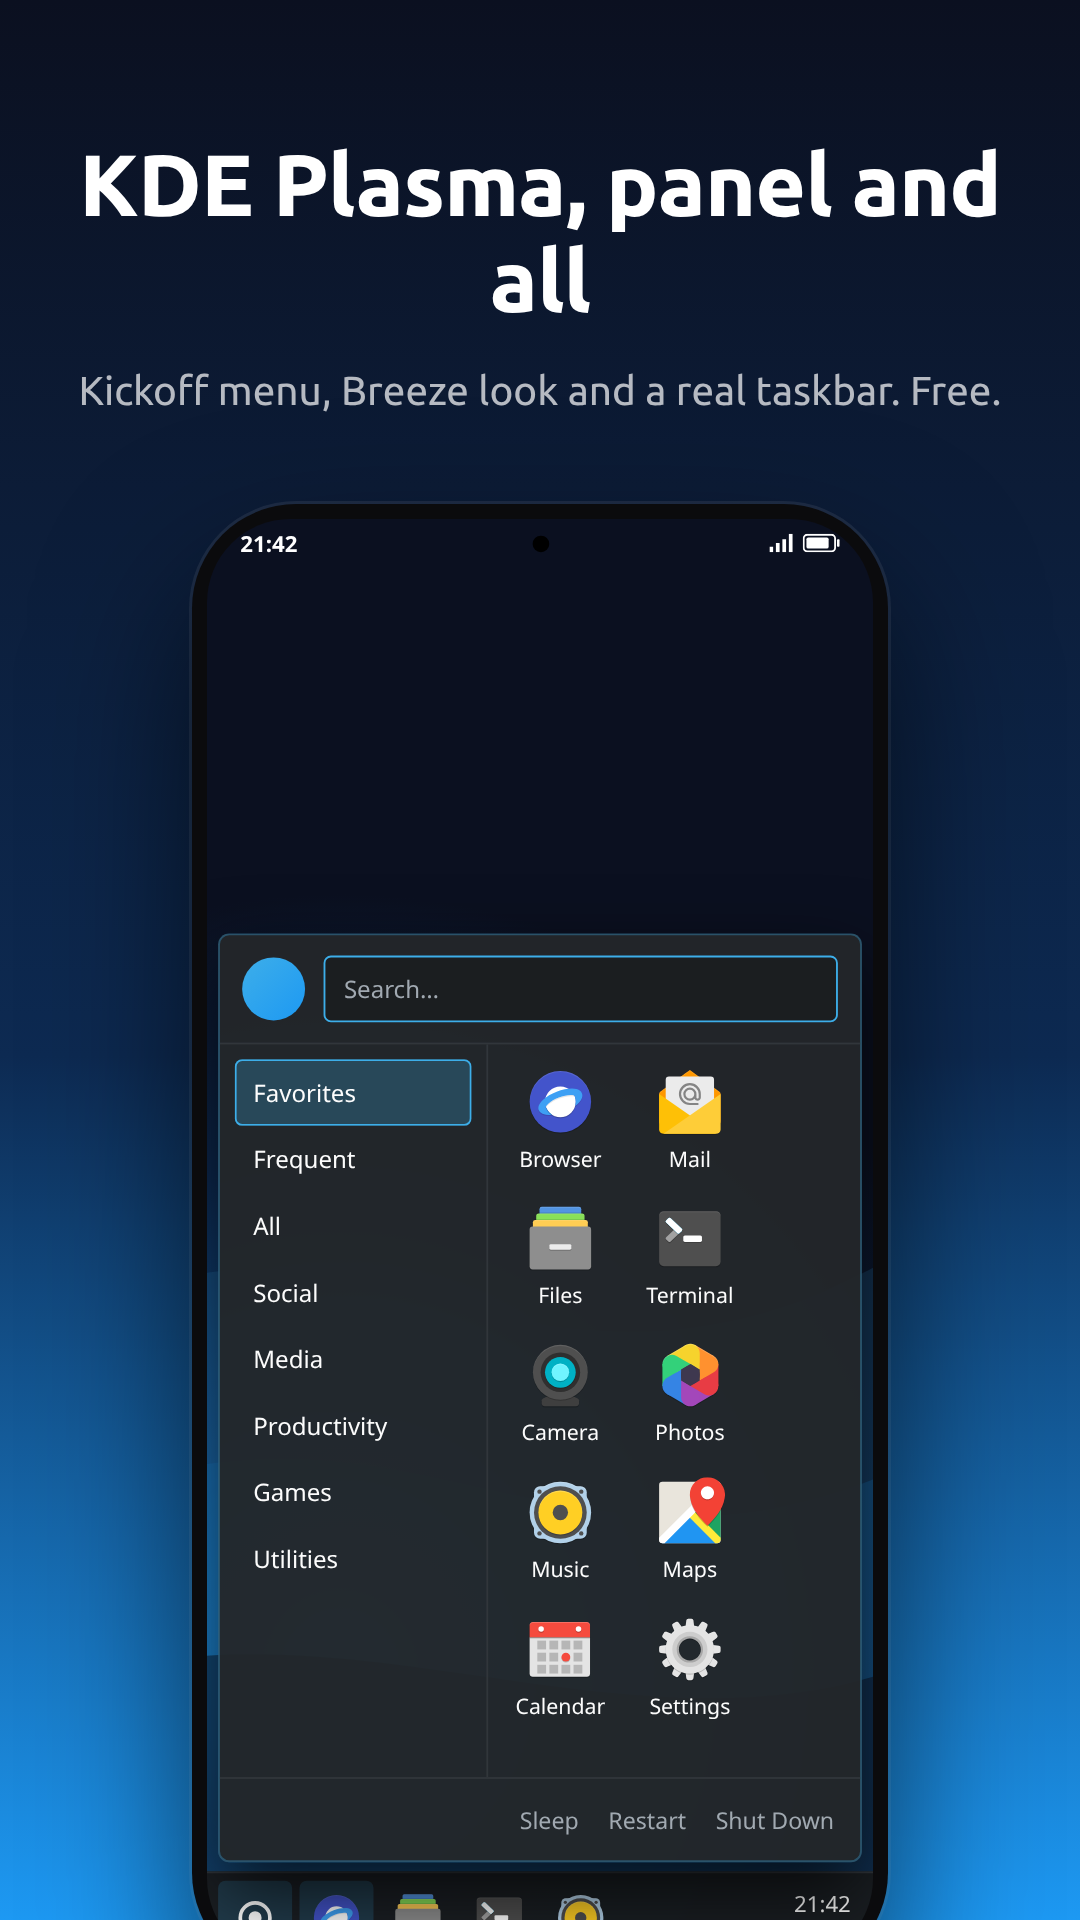 KDE Plasma, panel and
all
Kickoff menu, Breeze look and a real taskbar. Free.
21:42
Search...
Favorites
Frequent
All
Social
Media
Productivity
Games
Utilities
Browser
Mail
Files
Terminal
Camera
Photos
Music
Maps
Calendar
Settings
Sleep
Restart
Shut Down
21:42